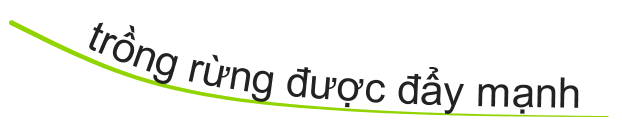 trồng rừng được đẩy mạnh